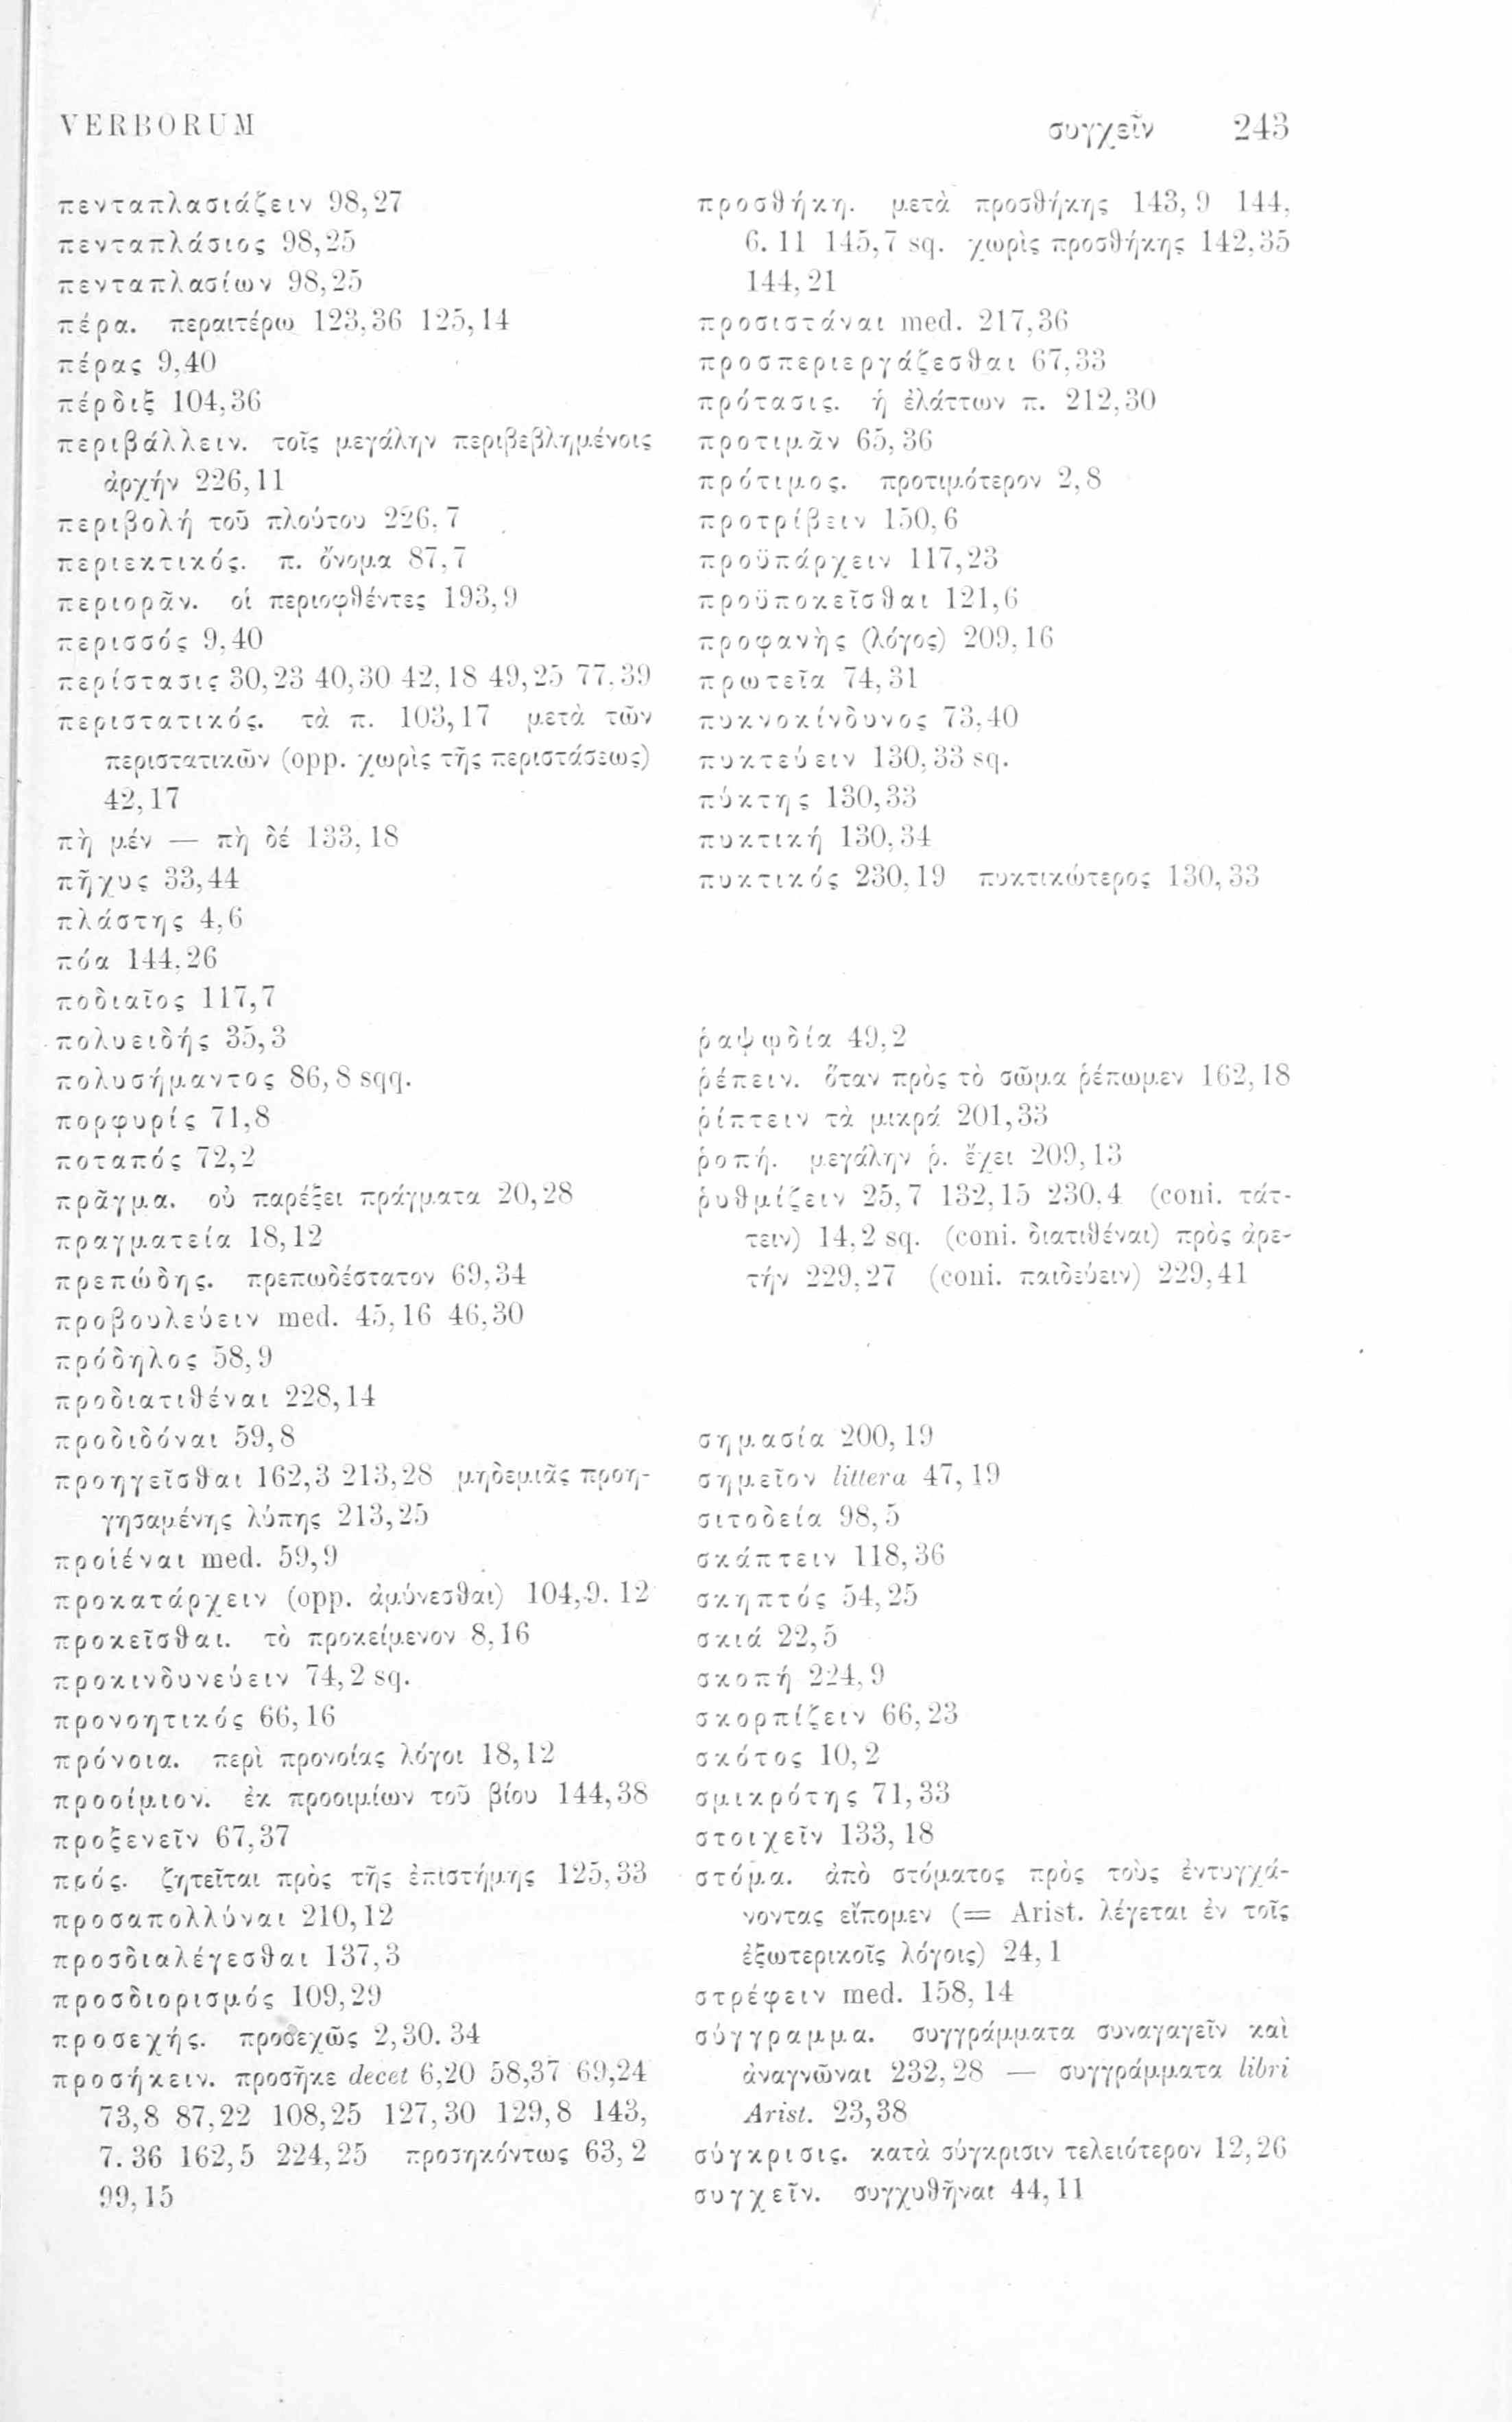 VERBORUM συγχεῖν 243
πενταπλασιάζειν 98,27
πενταπλάσιος 98,25
πενταπλασίων 98,25
πέρα. περαιτέρω 123,36 125,14
πέρας 9,40
πέρδιξ 104,36
περιβάλλειν. τοῖς μεγάλην περιβεβλημένοις
ἀρχήν 226,11
περιβολή τοῦ πλούτου 226,7
περιεκτικός. π. ὄνομα 87,7
περιορᾶν. οἱ περιοφθέντες 193,9
περισσός 9,40
περίστασις 30,23 40,30 42,18 49,25 77,39
περιστατικός. τὰ π. 103,17 μετὰ τῶν
περιστατικῶν (opp. χωρὶς τῆς περιστάσεως)
42,17
πὴ μέν — πὴ δέ 133,18
πῆχυς 33,44
πλάστης 4,6
πόα 144,26
ποδιαῖος 117,7
πολυειδής 35,3
πολυσήμαντος 86,8 sqq.
πορφυρίς 71,8
ποταπός 72,2
πρᾶγμα. οὐ παρέξει πράγματα 20,28
πραγματεία 18,12
πρεπώδης. πρεπωδέστατον 69,34
προβουλεύειν med. 45,16 46,30
πρόδηλος 58,9
προδιατιθέναι 228,14
προδιδόναι 59,8
προηγεῖσθαι 162,3 213,28 μηδεμιᾶς προη-
γησαμένης λύπης 213,25
προϊέναι med. 59,9
προκατάρχειν (opp. ἀμύνεσθαι) 104,9. 12
προκεῖσθαι. τὸ προκείμενον 8,16
προκινδυνεύειν 74,2 sq.
προνοητικός 66,16
πρόνοια. περὶ προνοίας λόγοι 18,12
προοίμιον. ἐκ προοιμίων τοῦ βίου 144,38
προξενεῖν 67,37
πρός. ζητεῖται πρὸς τῆς ἐπιστήμης 125,33
προσαπολλύναι 210,12
προσδιαλέγεσθαι 137,3
προσδιορισμός 109,29
προσεχής. προσεχῶς 2,30. 34
προσήκειν. προσῆκε decet 6,20 58,37 69,24
73,8 87,22 108,25 127,30 129,8 143,
7. 36 162,5 224,25 προσηκόντως 63,2
99,15
προσθήκη. μετὰ προσθήκης 143,9 144,
6. 11 145,7 sq. χωρὶς προσθήκης 142,35
144,21
προσιστάναι med. 217,36
προσπεριεργάζεσθαι 67,33
πρότασις. ἡ ἐλάττων π. 212,30
προτιμᾶν 65,36
πρότιμος. προτιμότερον 2,8
προτρίβειν 150,6
προϋπάρχειν 117,23
προϋποκεῖσθαι 121,6
προφανὴς (λόγος) 209,16
πρωτεῖα 74,31
πυκνοκίνδυνος 73,40
πυκτεύειν 130,33 sq.
πύκτης 130,33
πυκτική 130,34
πυκτικός 230,19 πυκτικώτερος 130,33
ῥαψῳδία 49,2
ῥέπειν. ὅταν πρὸς τὸ σῶμα ῥέπωμεν 162,18
ῥίπτειν τὰ μικρά 201,33
ῥοπή. μεγάλην ῥ. ἔχει 209,13
ῥυθμίζειν 25,7 132,15 230,4 (coni. τάτ-
τειν) 14,2 sq. (coni. διατιθέναι) πρὸς ἀρε-
τήν 229,27 (coni. παιδεύειν) 229,41
σημασία 200,19
σημεῖον littera 47,19
σιτοδεία 98,5
σκάπτειν 118,36
σκηπτός 54,25
σκιά 22,5
σκοπή 224,9
σκορπίζειν 66,23
σκότος 10,2
σμικρότης 71,33
στοιχεῖν 133,18
στόμα. ἀπὸ στόματος πρὸς τοὺς ἐντυγχά-
νοντας εἴπομεν (= Arist. λέγεται ἐν τοῖς
ἐξωτερικοῖς λόγοις) 24,1
στρέφειν med. 158,14
σύγγραμμα. συγγράμματα συναγαγεῖν καὶ
ἀναγνῶναι 232,28 — συγγράμματα libri
Arist. 23,38
σύγκρισις. κατὰ σύγκρισιν τελειότερον 12,26
συγχεῖν. συγχυθῆναι 44,11